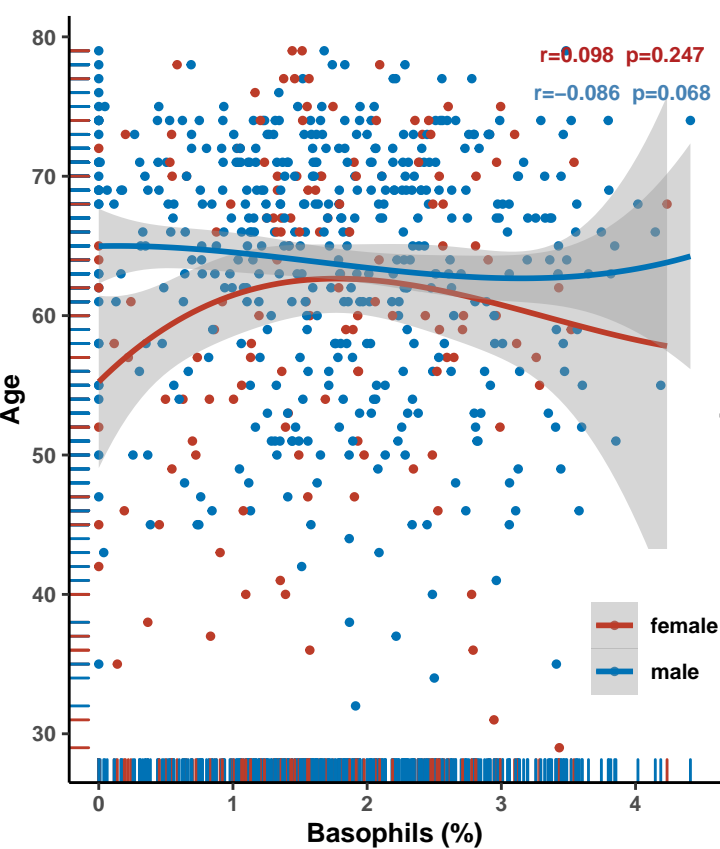 80
70
60
50
40
30
Age
r=0.098 p=0.247
r=−0.086 p=0.068
female
male
0 1 2 3 4
Basophils (%)